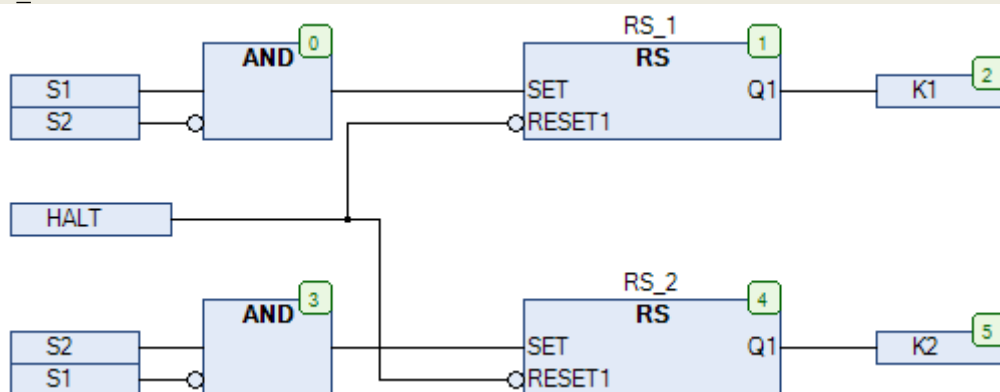 RS_1
AND 0 RS 1
S1 SET Q1 K1 2
S2 RESET1
HALT
RS_2
AND 3 RS 4
S2 SET Q1 K2 5
S1 RESET1